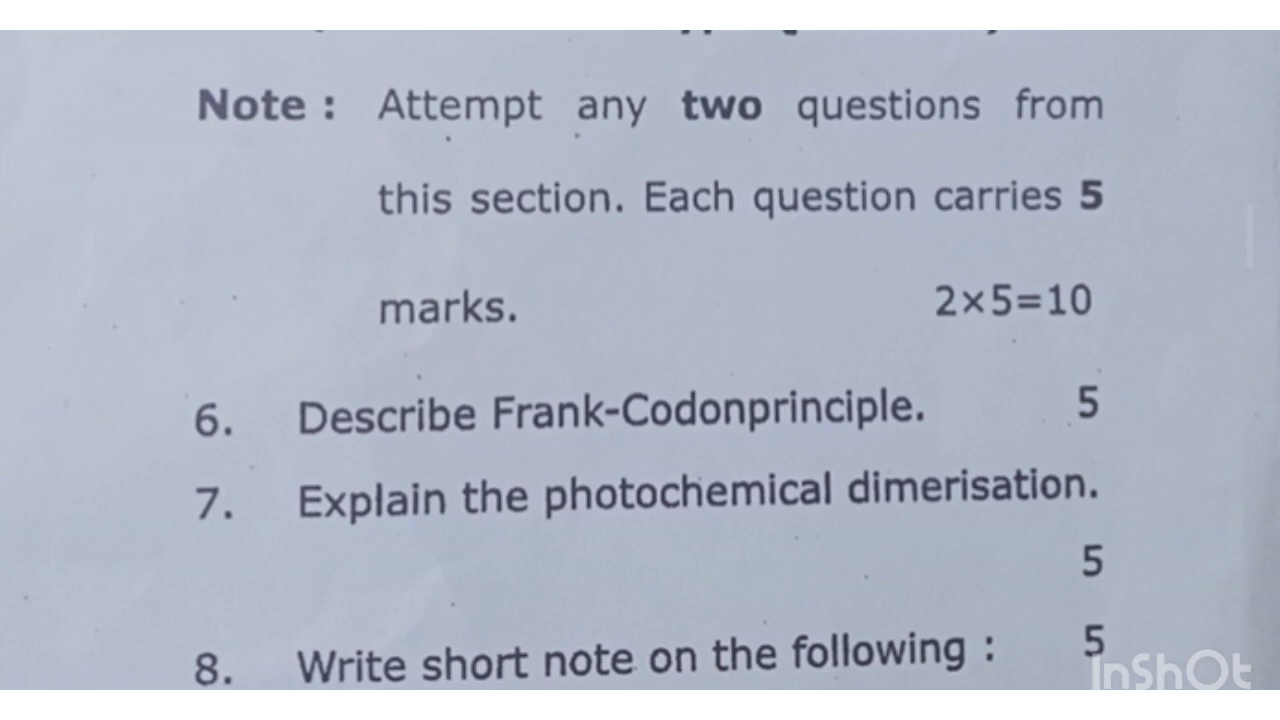 Note : Attempt any two questions from
this section. Each question carries 5
marks. 2×5=10
6. Describe Frank-Codonprinciple. 5
7. Explain the photochemical dimerisation.
5
8. Write short note on the following : 5
InShOt